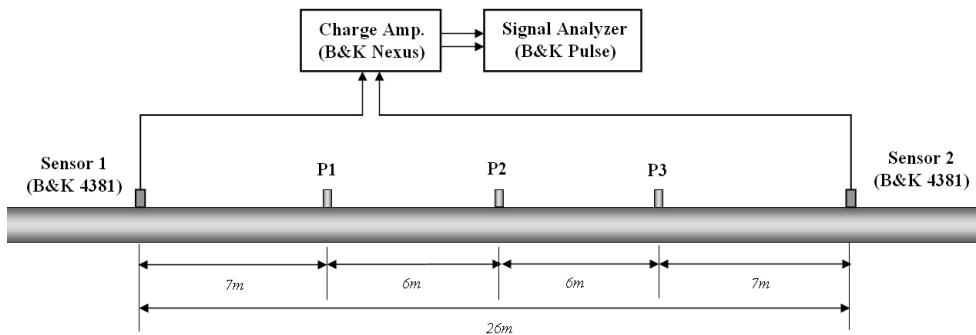 Charge Amp.
(B&K Nexus)
Signal Analyzer
(B&K Pulse)
Sensor 1
(B&K 4381)
P1
P2
P3
Sensor 2
(B&K 4381)
7m
6m
6m
7m
26m